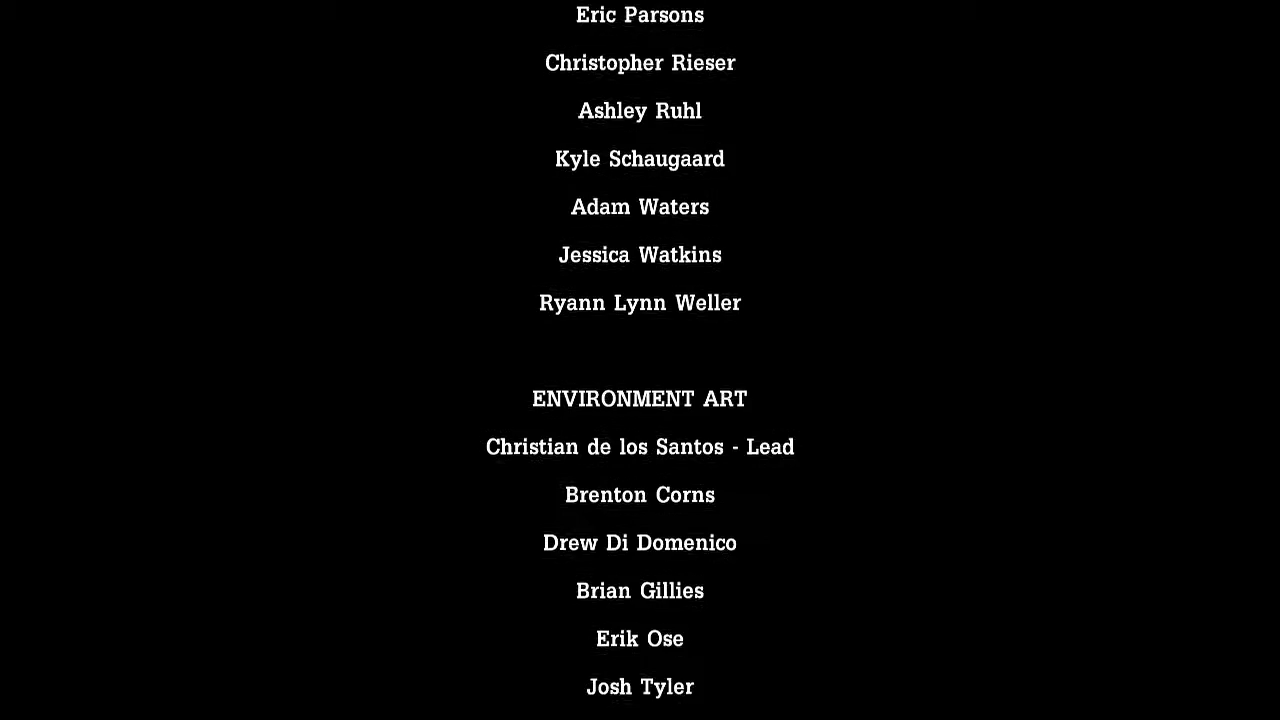 Eric Parsons
Christopher Rieser
Ashley Ruhl
Kyle Schaugaard
Adam Waters
Jessica Watkins
Ryann Lynn Weller
ENVIRONMENT ART
Christian de los Santos - Lead
Brenton Corns
Drew Di Domenico
Brian Gillies
Erik Ose
Josh Tyler